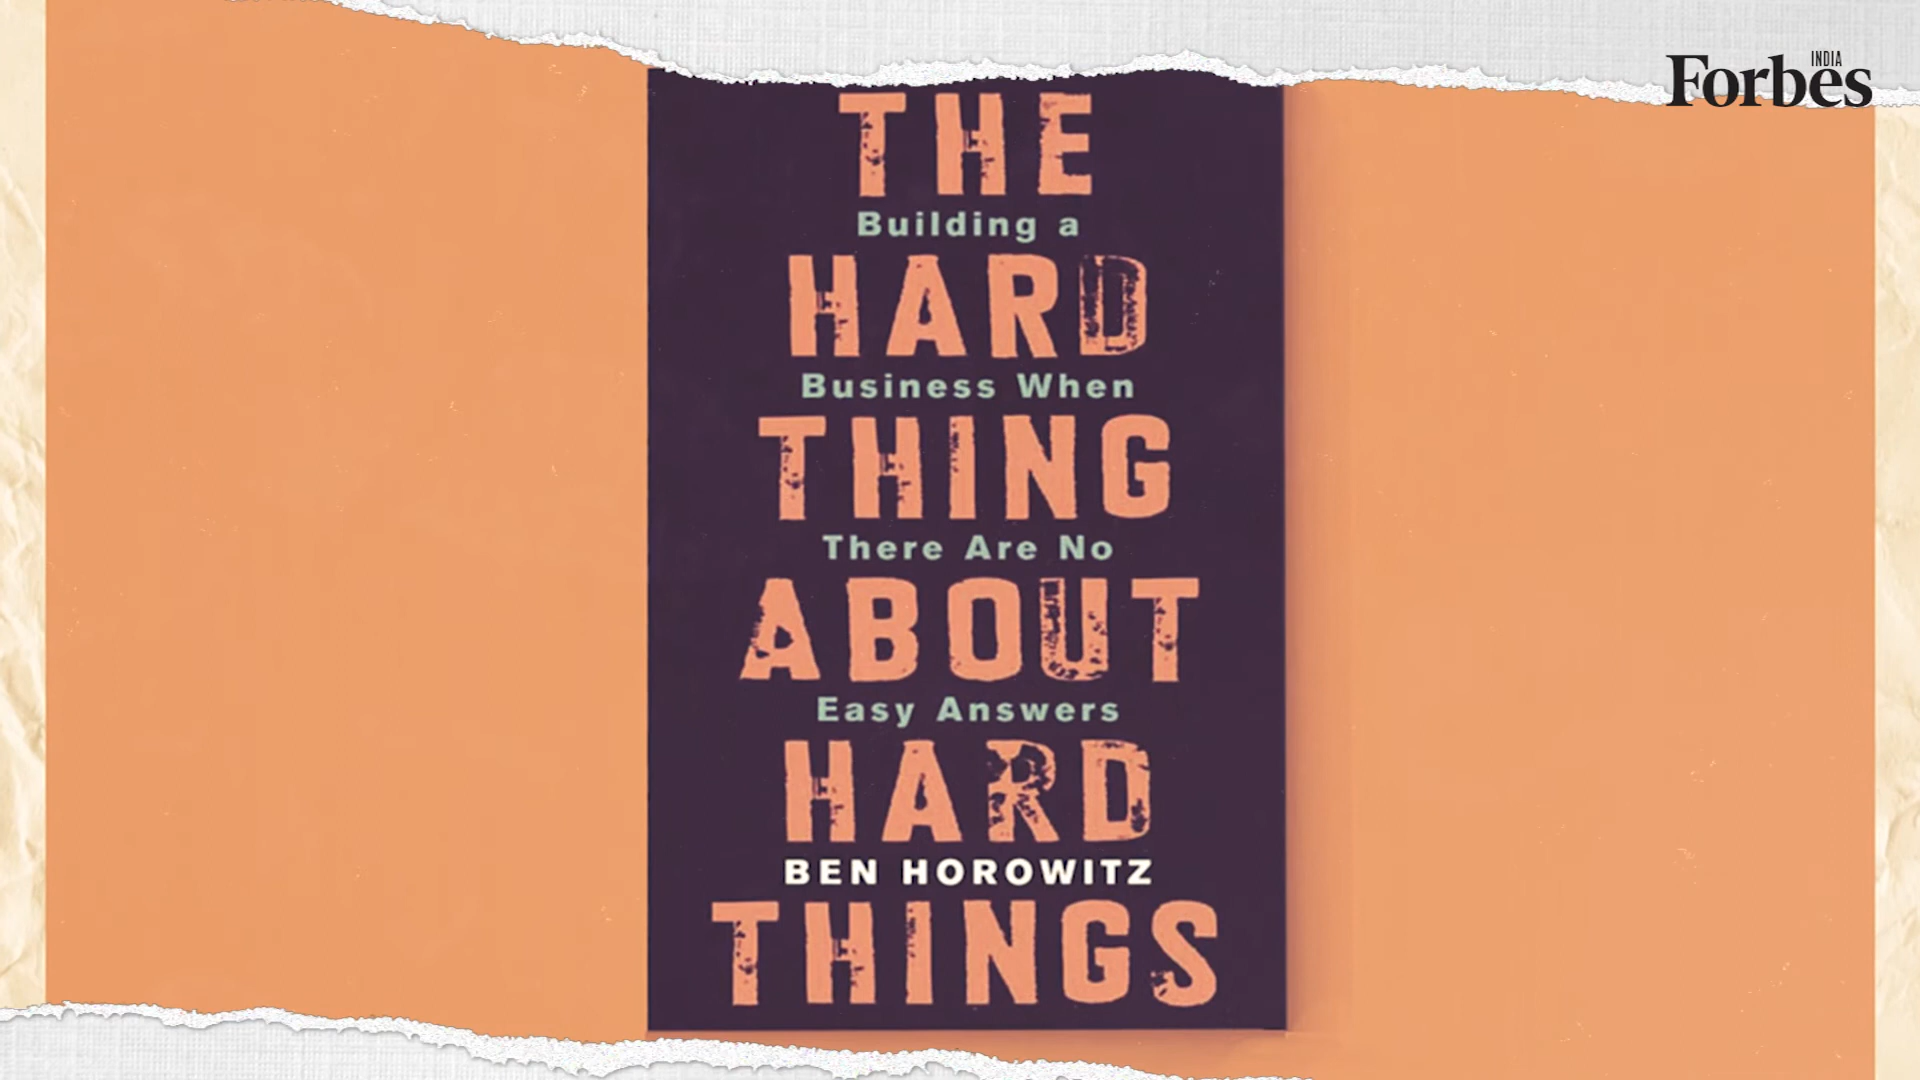 INDIA
Forbes
THE
Building a
HARD
Business When
THING
There Are No
ABOUT
Easy Answers
HARD
BEN HOROWITZ
THINGS